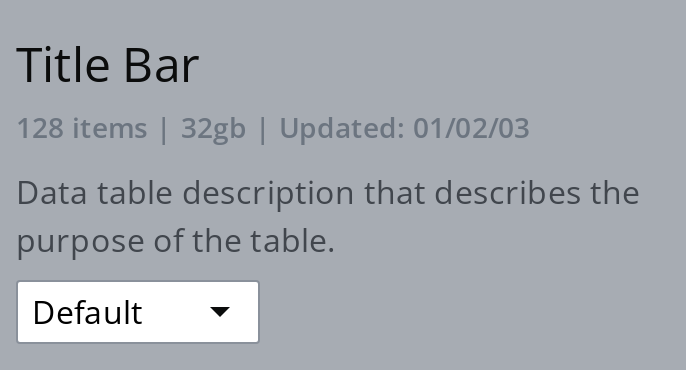 Title Bar
128 items | 32gb | Updated: 01/02/03
Data table description that describes the
purpose of the table.
Default